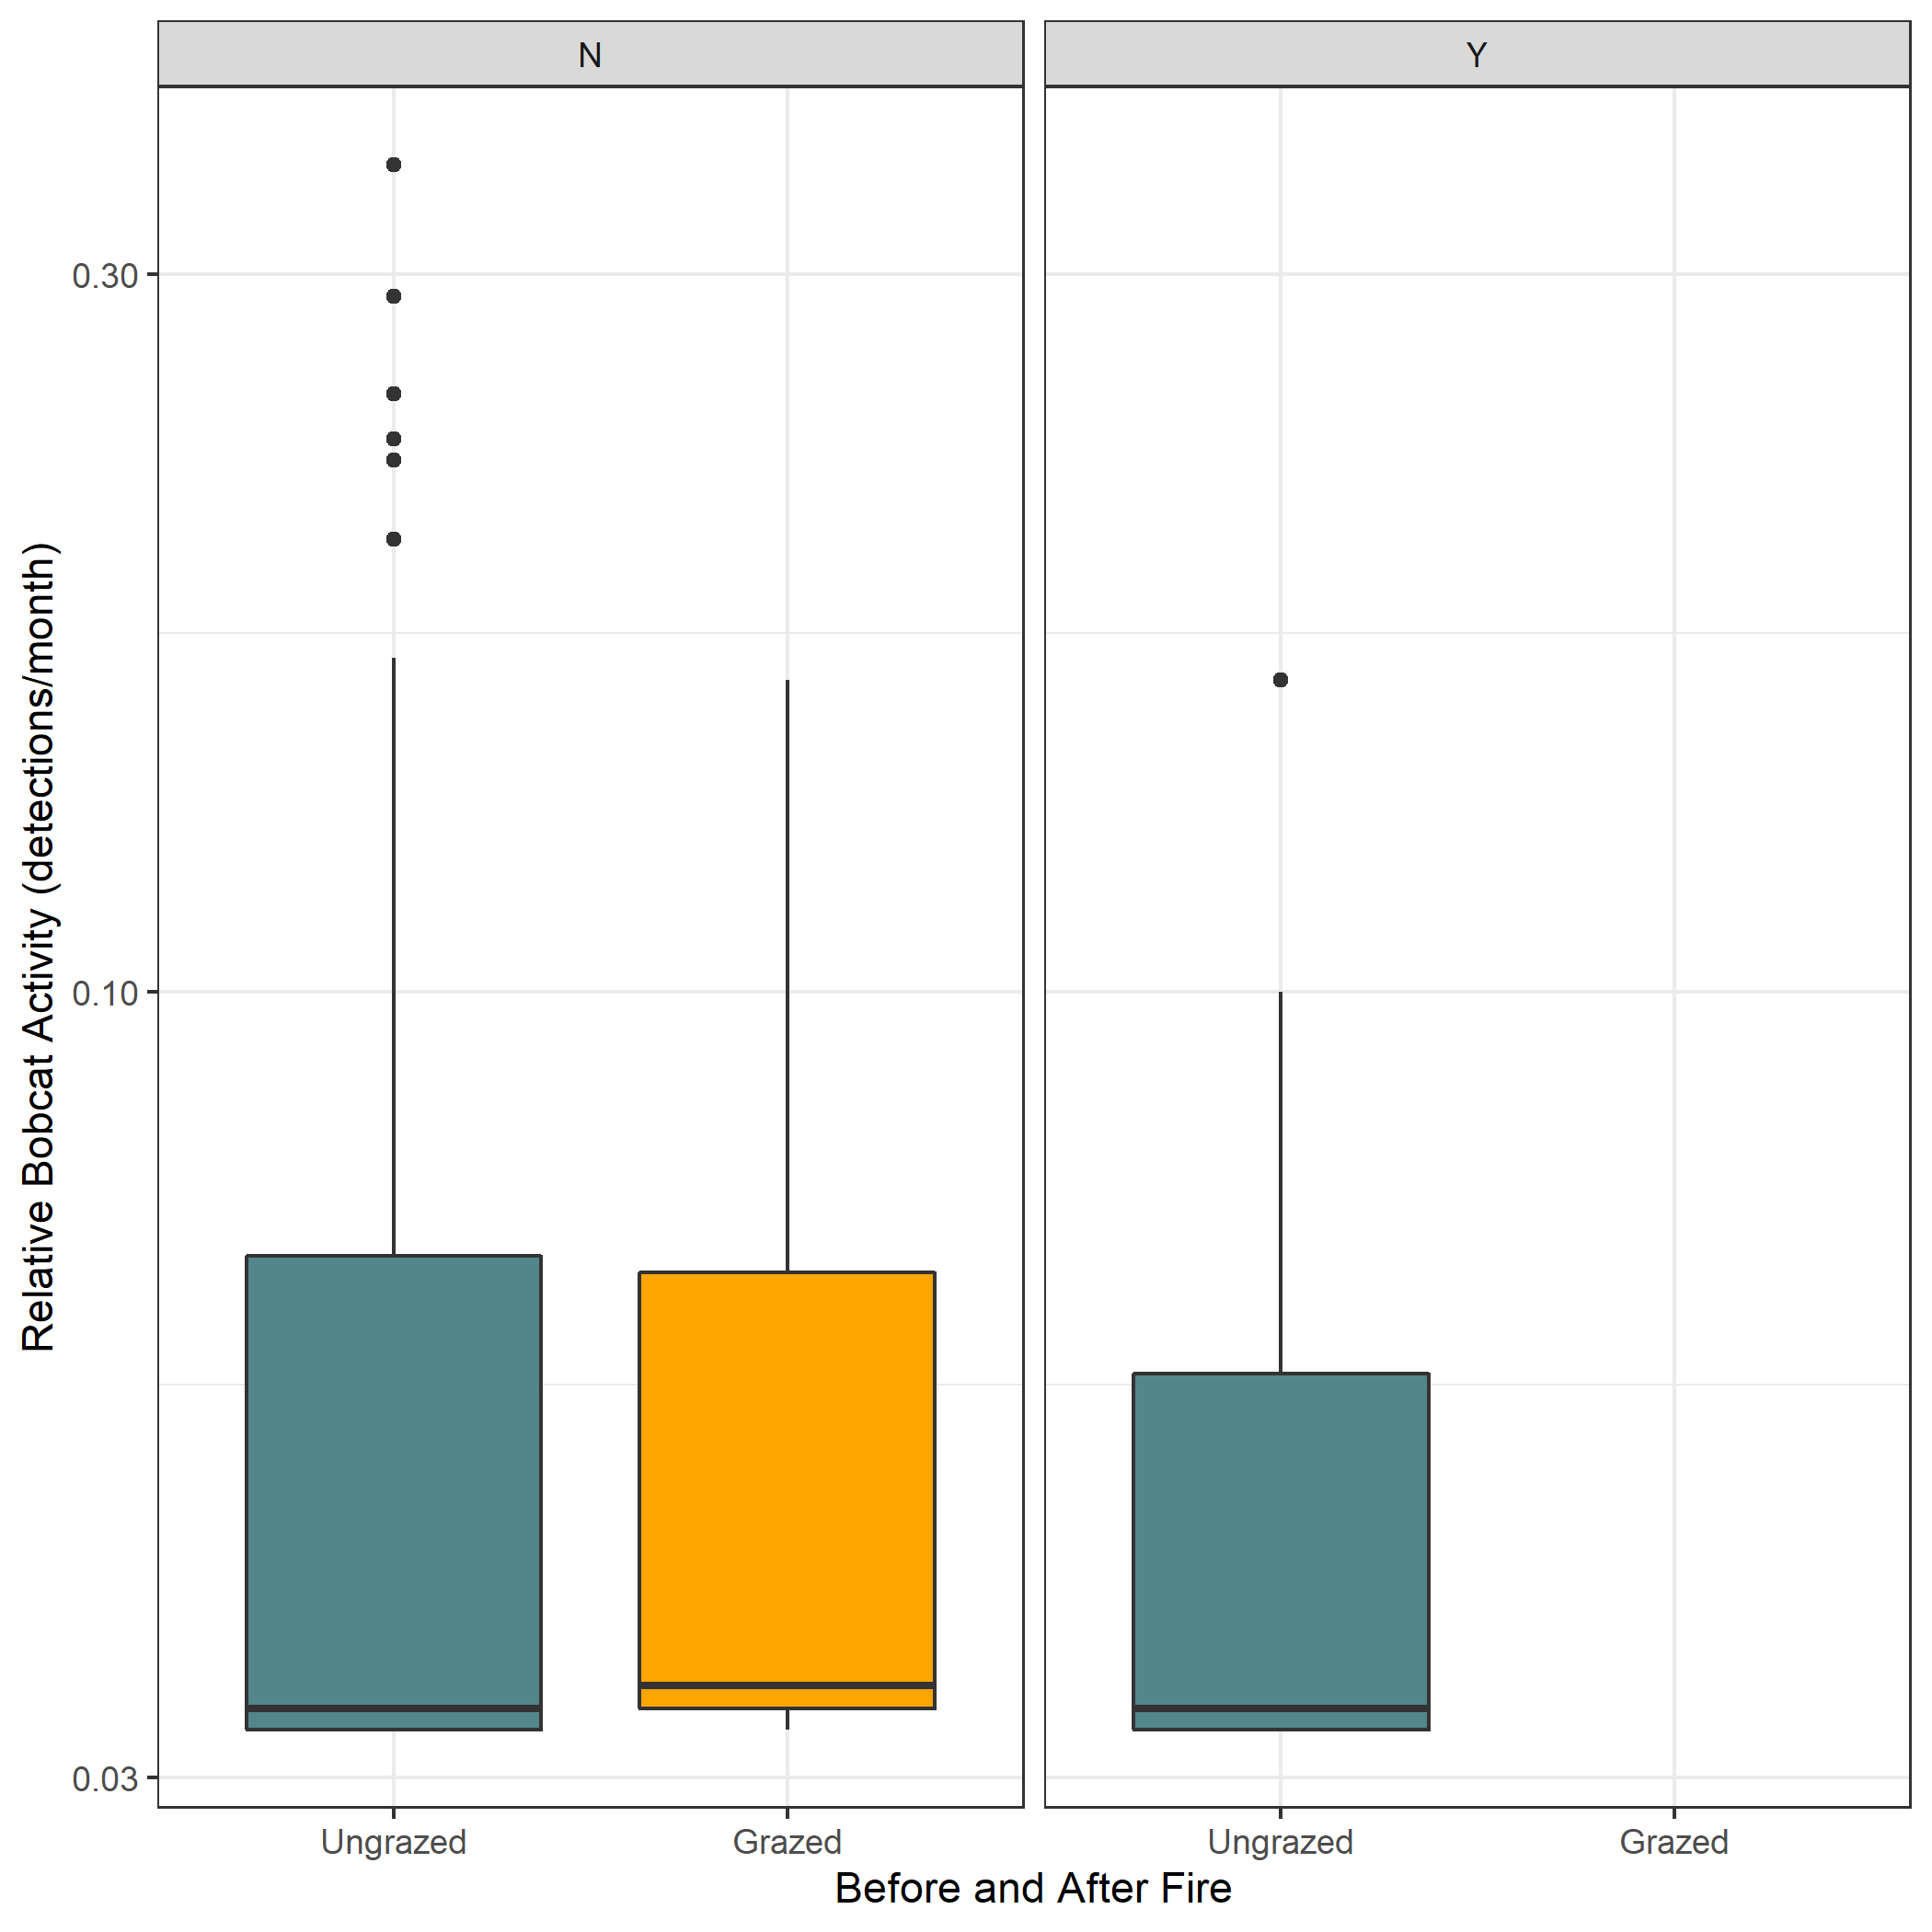 N
Y
Relative Bobcat Activity (detections/month)
0.30
0.10
0.03
Ungrazed
Grazed
Ungrazed
Grazed
Before and After Fire